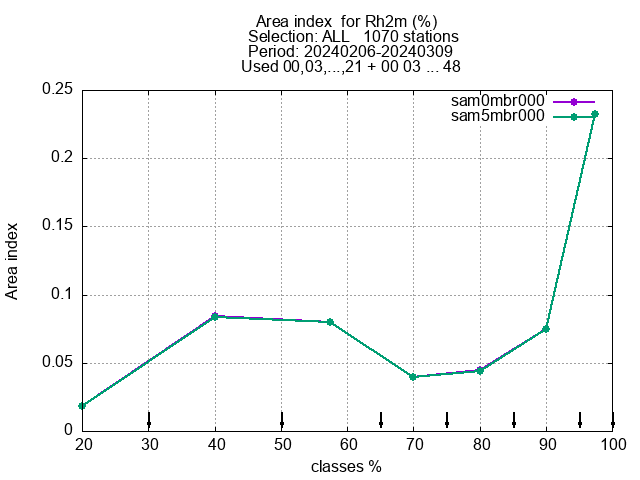 Area index  for Rh2m (%)
Selection: ALL   1070 stations
Period: 20240206-20240309
Used 00,03,...,21 + 00 03 ... 48
sam0mbr000
sam5mbr000
0.25
0.2
0.15
0.1
0.05
0
Area index
20 30 40 50 60 70 80 90 100
classes %